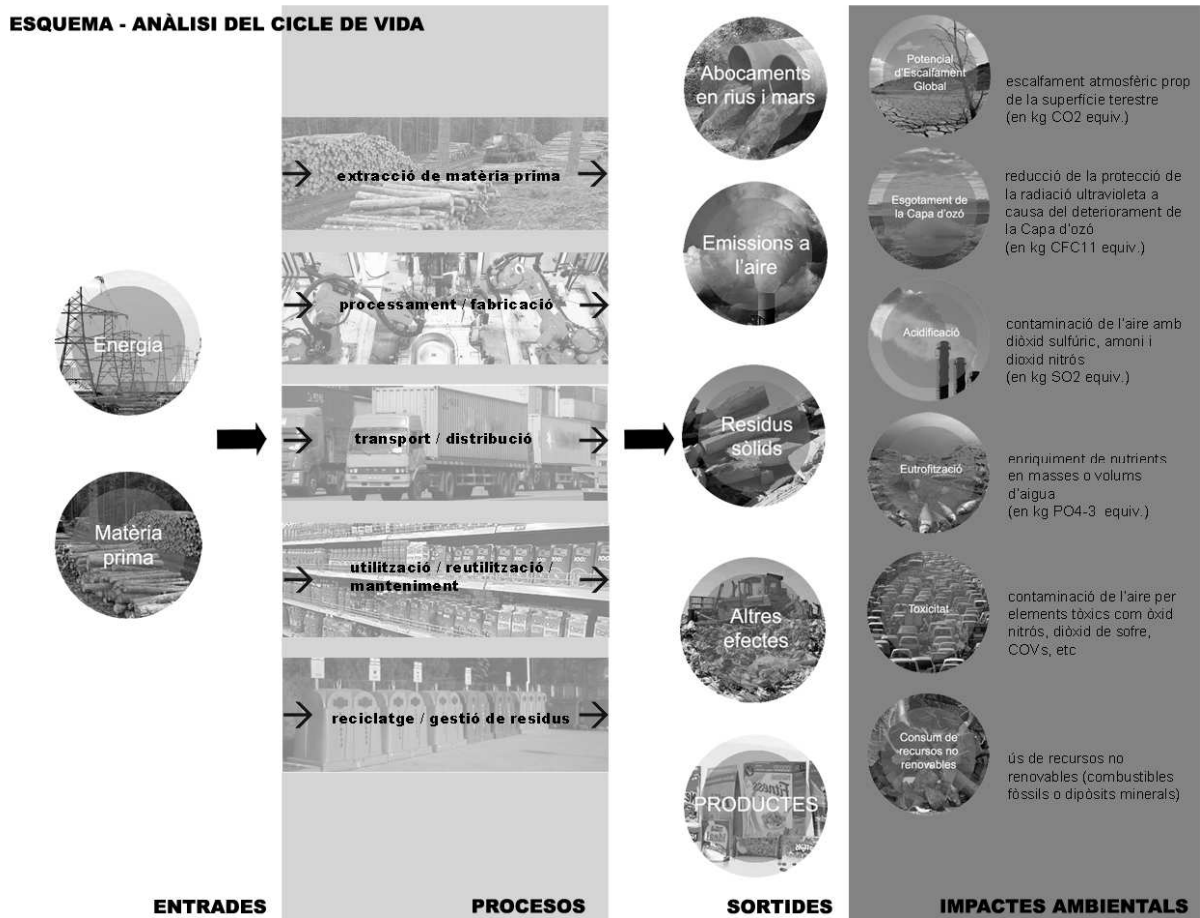 ESQUEMA - ANÀLISI DEL CICLE DE VIDA
Energia
Matèria
prima
ENTRADES
extracció de matèria prima
processament / fabricació
transport / distribució
utilització / reutilització /
manteniment
reciclatge / gestió de residus
PROCESOS
Abocaments
en rius i mars
Emissions a
l'aire
Residus
sòlids
Altres
efectes
PRODUCTES
Fitness
SORTIDES
Potencial
d'Escalfament
Global
escalfament atmosfèric prop
de la superfície terestre
(en kg CO2 equiv.)
Esgotament de
la Capa d'ozó
reducció de la protecció de
la radiació ultravioleta a
causa del deteriorament de
la Capa d'ozó
(en kg CFC11 equiv.)
Acidificació
contaminació de l'aire amb
diòxid sulfúric, amoni i
dioxid nitrós
(en kg SO2 equiv.)
Eutrofització
enriquiment de nutrients
en masses o volums
d'aigua
(en kg PO4-3 equiv.)
Toxicitat
contaminació de l'aire per
elements tòxics com òxid
nitrós, diòxid de sofre,
COVs, etc
Consum de
recursos no
renovables
ús de recursos no
renovables (combustibles
fòssils o dipòsits minerals)
IMPACTES AMBIENTALS